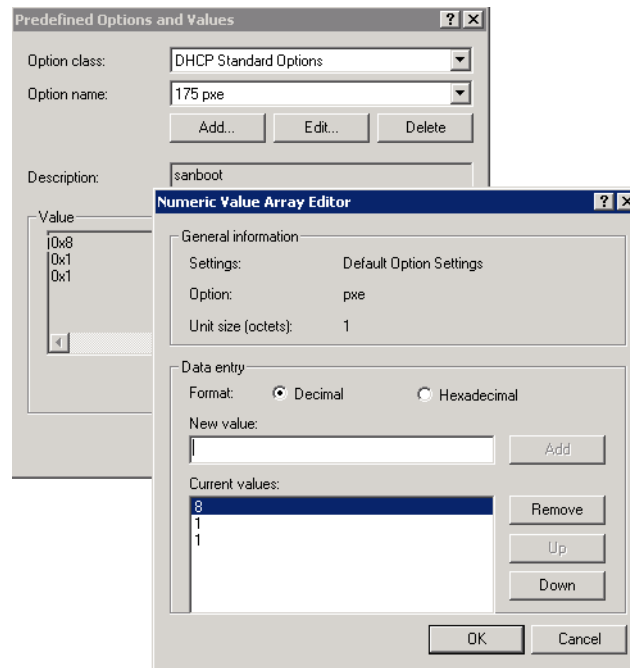 Predefined Options and Values
Option class: DHCP Standard Options
Option name: 175 pxe
Add... Edit... Delete
Description: sanboot
Value
0x8
0x1
0x1
Numeric Value Array Editor
General information
Settings: Default Option Settings
Option: pxe
Unit size (octets): 1
Data entry
Format: Decimal Hexadecimal
New value:
Add
Current values:
8
1
1
Remove
Up
Down
OK Cancel